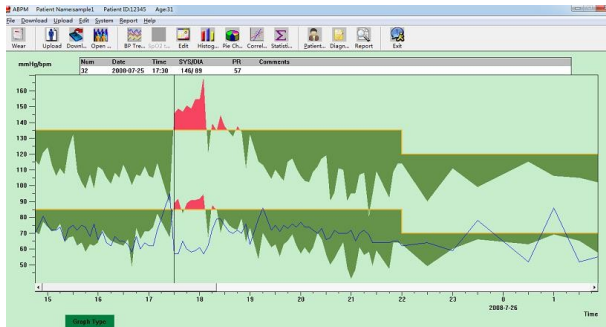 ABPM Patient Name:sample1 Patient ID:12345 Age:31
File Download Upload Edit System Report Help
Wear Upload Downl... Open ... BP Tre... SpO2 t... Edit Histog... Pie Ch... Correl... Statisti... Patient... Diagn... Report Exit
mmHg/bpm
Num Date Time SYS/DIA PR Comments
32 2008-07-25 17:30 146/ 89 57
160
150
140
130
120
110
100
90
80
70
60
50
15 16 17 18 19 20 21 22 23 0 1
2008-7-26
Time
Graph Type